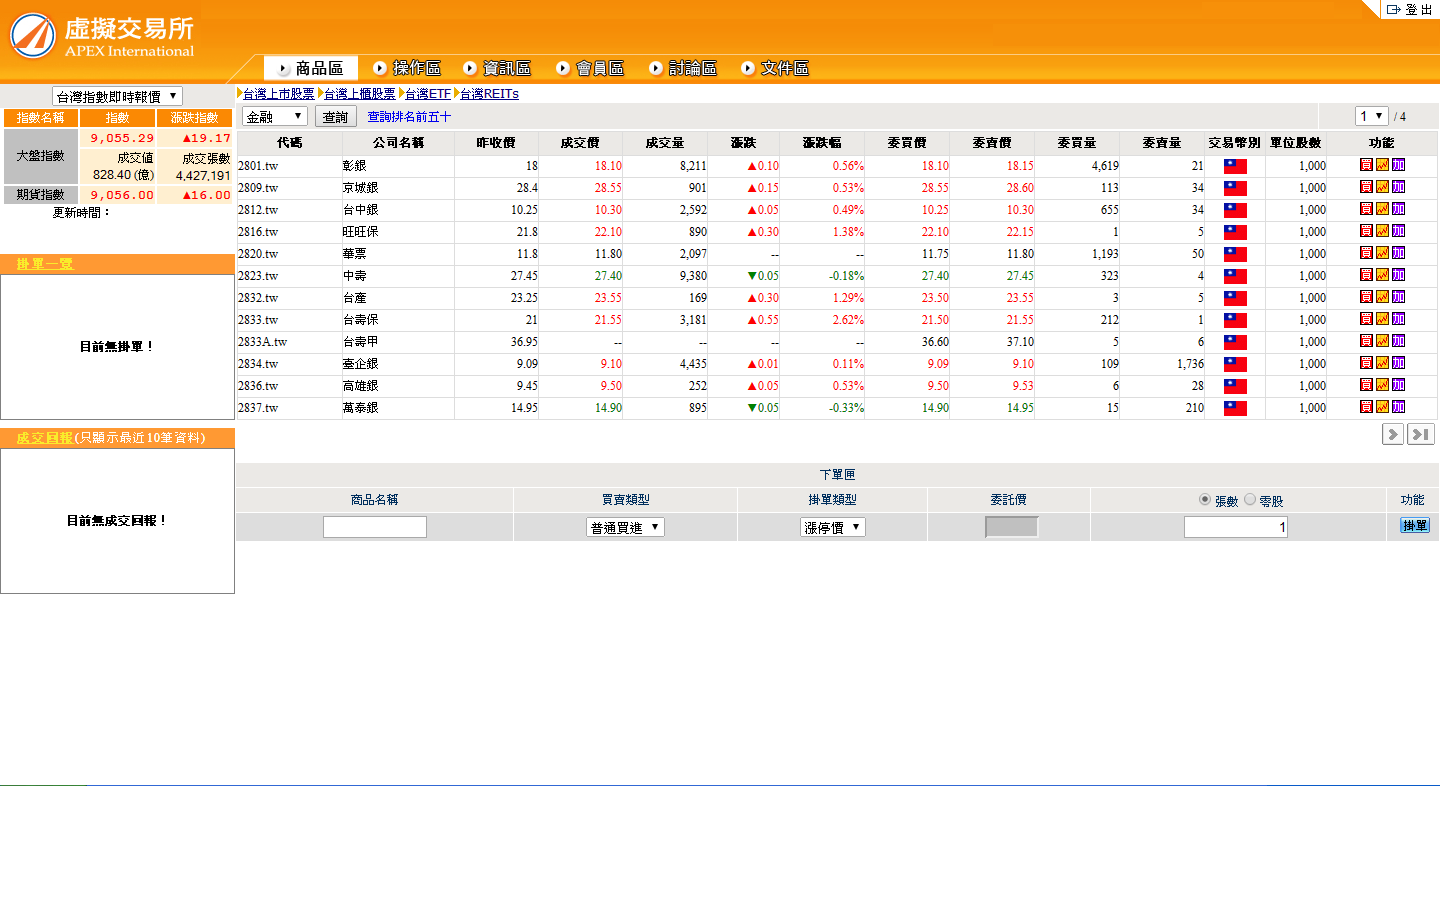 登出
虛擬交易所
APEX International
商品區 操作區 資訊區 會員區 討論區 文件區
台灣指數即時報價
指數名稱 指數 漲跌指數
大盤指數 9,055.29 ▲19.17
成交值 成交張數
828.40 (億) 4,427,191
期貨指數 9,056.00 ▲16.00
更新時間：
掛單一覽
目前無掛單！
成交回報(只顯示最近10筆資料)
目前無成交回報！
台灣上市股票 台灣上櫃股票 台灣ETF 台灣REITs
金融 查詢 查詢排名前五十 1 / 4
代碼 公司名稱 昨收價 成交價 成交量 漲跌 漲跌幅 委買價 委賣價 委買量 委賣量 交易幣別 單位股數 功能
2801.tw 彰銀 18 18.10 8,211 ▲0.10 0.56% 18.10 18.15 4,619 21 1,000 買 加
2809.tw 京城銀 28.4 28.55 901 ▲0.15 0.53% 28.55 28.60 113 34 1,000 買 加
2812.tw 台中銀 10.25 10.30 2,592 ▲0.05 0.49% 10.25 10.30 655 34 1,000 買 加
2816.tw 旺旺保 21.8 22.10 890 ▲0.30 1.38% 22.10 22.15 1 5 1,000 買 加
2820.tw 華票 11.8 11.80 2,097 -- -- 11.75 11.80 1,193 50 1,000 買 加
2823.tw 中壽 27.45 27.40 9,380 ▼0.05 -0.18% 27.40 27.45 323 4 1,000 買 加
2832.tw 台產 23.25 23.55 169 ▲0.30 1.29% 23.50 23.55 3 5 1,000 買 加
2833.tw 台壽保 21 21.55 3,181 ▲0.55 2.62% 21.50 21.55 212 1 1,000 買 加
2833A.tw 台壽甲 36.95 -- -- -- -- 36.60 37.10 5 6 1,000 買 加
2834.tw 臺企銀 9.09 9.10 4,435 ▲0.01 0.11% 9.09 9.10 109 1,736 1,000 買 加
2836.tw 高雄銀 9.45 9.50 252 ▲0.05 0.53% 9.50 9.53 6 28 1,000 買 加
2837.tw 萬泰銀 14.95 14.90 895 ▼0.05 -0.33% 14.90 14.95 15 210 1,000 買 加
下單匣
商品名稱 買賣類型 掛單類型 委託價 張數 零股 功能
普通買進 漲停價 1 掛單